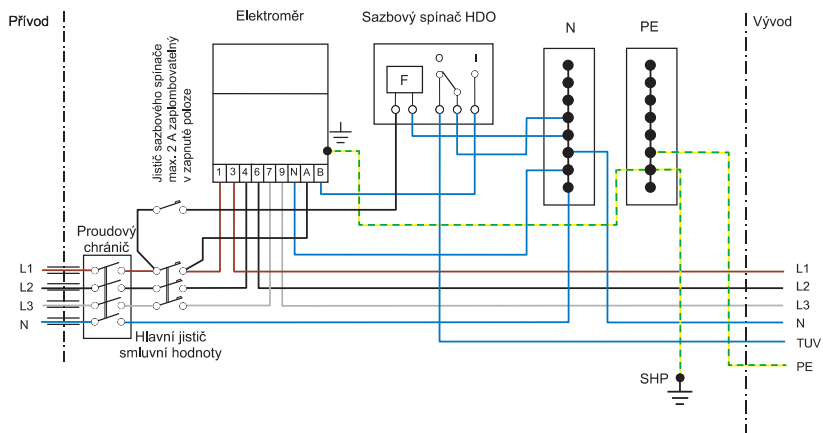 Přívod
Elektroměr
Sazbový spínač HDO
N
PE
Vývod
Jistič sazbového spínače
max. 2 A zaplombovatelný
v zapnuté poloze
F
O
I
1 3 4 6 7 9 N A B
Proudový
chránič
L1
L2
L3
N
Hlavní jistič
smluvní hodnoty
L1
L2
L3
N
TUV
PE
SHP